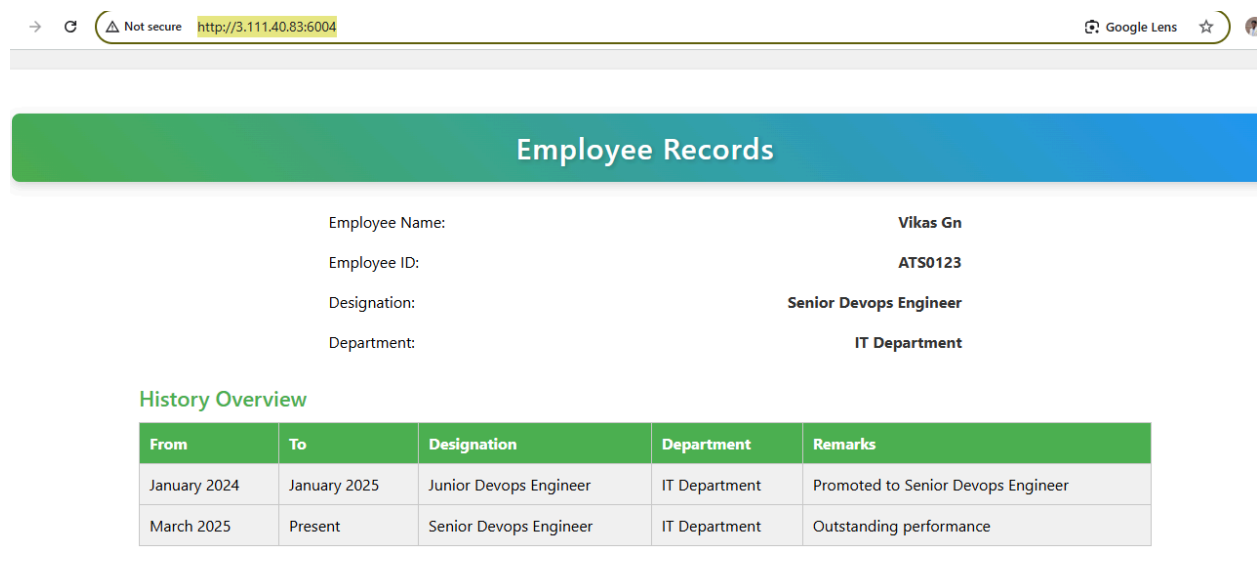 Not secure http://3.111.40.83:6004 Google Lens
Employee Records
Employee Name: Vikas Gn
Employee ID: ATS0123
Designation: Senior Devops Engineer
Department: IT Department
History Overview
From To Designation Department Remarks
January 2024 January 2025 Junior Devops Engineer IT Department Promoted to Senior Devops Engineer
March 2025 Present Senior Devops Engineer IT Department Outstanding performance